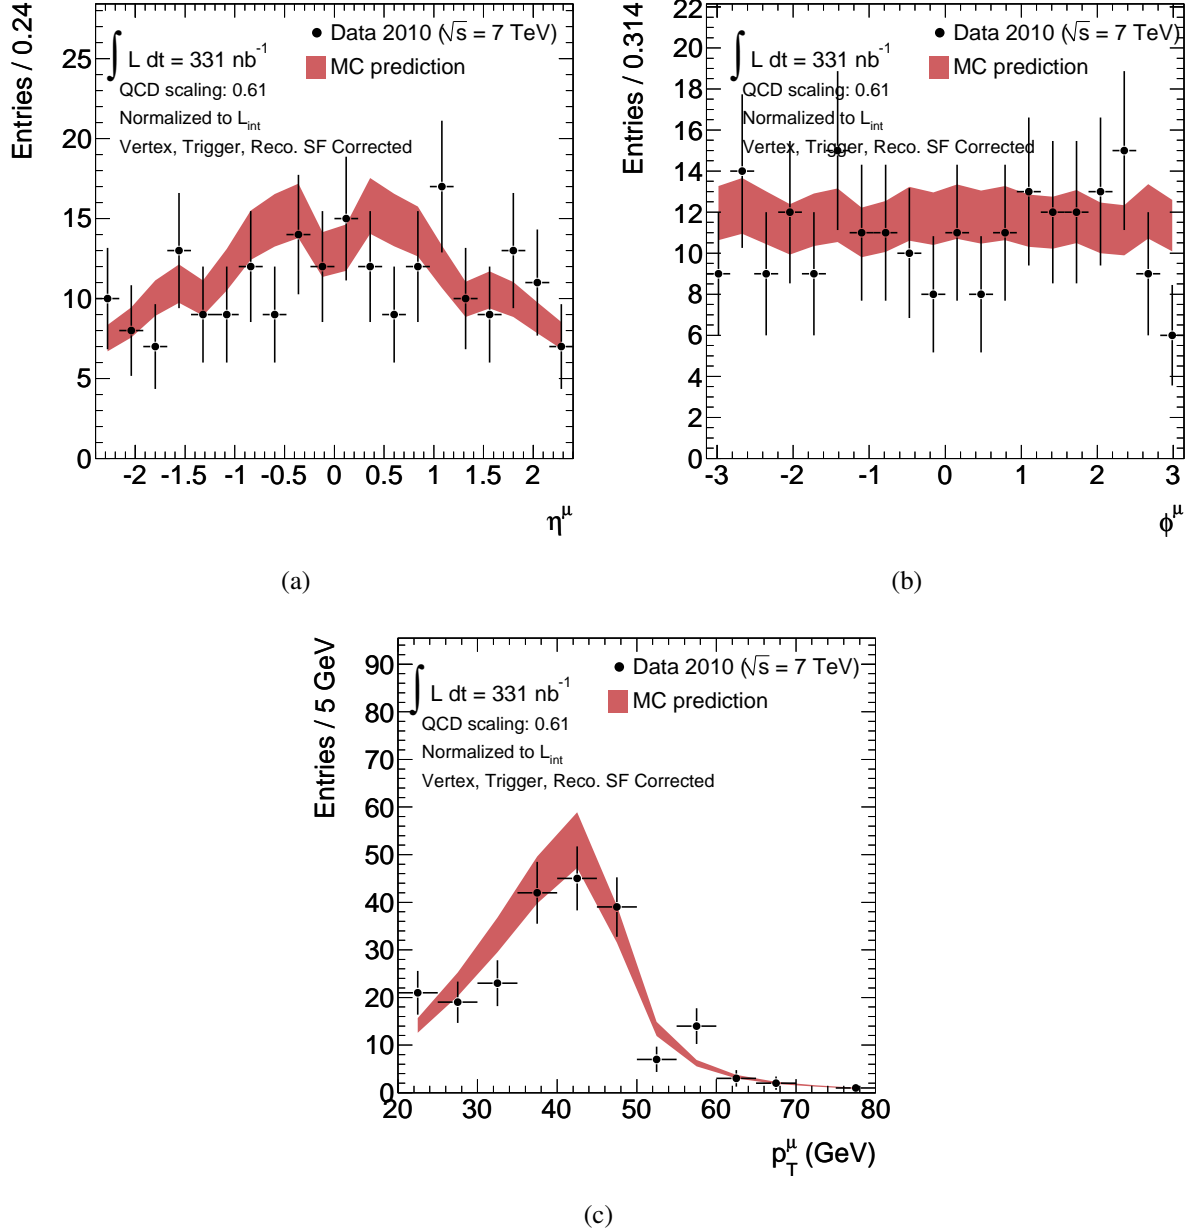 Entries / 0.24
25
20
15
10
5
0
Data 2010 (√s = 7 TeV)
MC prediction
∫ L dt = 331 nb⁻¹
QCD scaling: 0.61
Normalized to L_int
Vertex, Trigger, Reco. SF Corrected
-2 -1.5 -1 -0.5 0 0.5 1 1.5 2
η^μ
(a)
Entries / 0.314
22
20
18
16
14
12
10
8
6
4
2
0
Data 2010 (√s = 7 TeV)
MC prediction
∫ L dt = 331 nb⁻¹
QCD scaling: 0.61
Normalized to L_int
Vertex, Trigger, Reco. SF Corrected
-3 -2 -1 0 1 2 3
ϕ^μ
(b)
Entries / 5 GeV
90
80
70
60
50
40
30
20
10
0
Data 2010 (√s = 7 TeV)
MC prediction
∫ L dt = 331 nb⁻¹
QCD scaling: 0.61
Normalized to L_int
Vertex, Trigger, Reco. SF Corrected
20 30 40 50 60 70 80
p_T^μ (GeV)
(c)